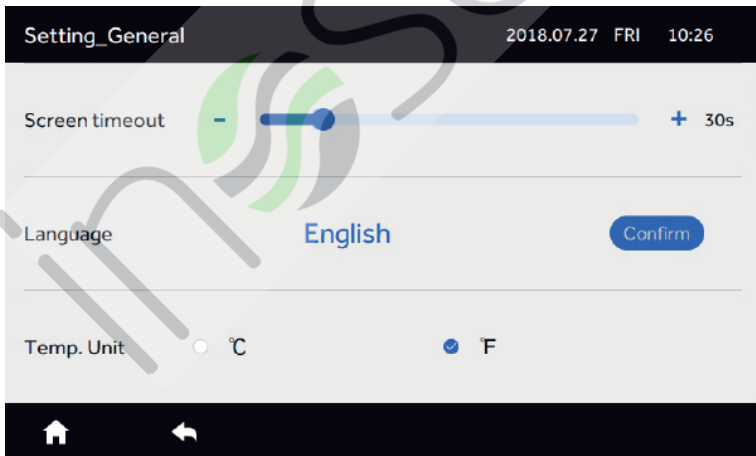 Setting_General 2018.07.27 FRI 10:26
Screen timeout - + 30s
Language English Confirm
Temp. Unit ℃ ℉